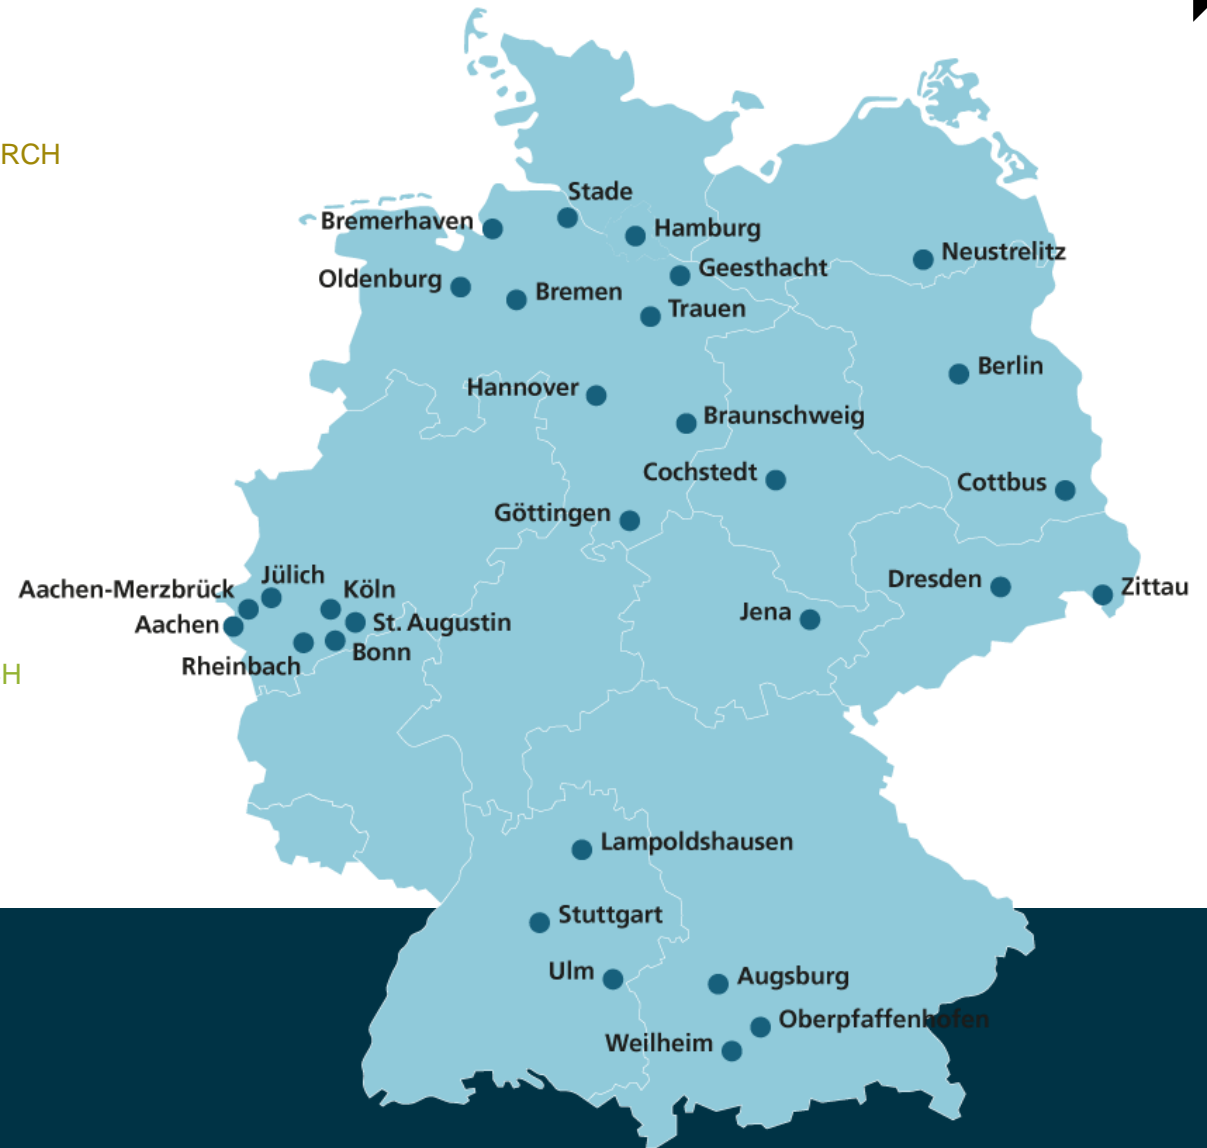 RCH
Stade
Bremerhaven
Hamburg
Neustrelitz
Geesthacht
Oldenburg
Bremen
Trauen
Berlin
Hannover
Braunschweig
Cochstedt
Cottbus
Göttingen
Jülich
Dresden
Aachen-Merzbrück
Köln
Zittau
Jena
Aachen
St. Augustin
Bonn
Rheinbach
H
Lampoldshausen
Stuttgart
Ulm
Augsburg
Oberpfaffenhofen
Weilheim